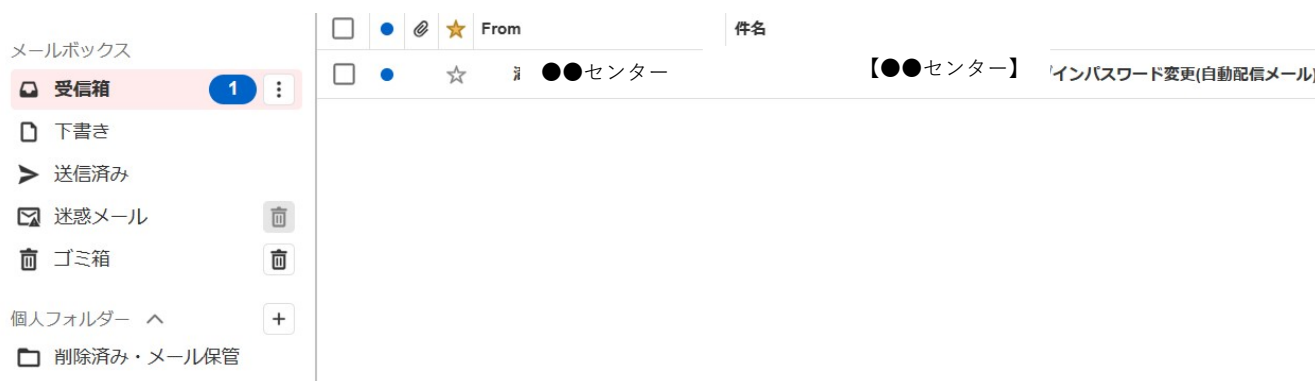 メールボックス
受信箱 1
下書き
送信済み
迷惑メール
ゴミ箱
個人フォルダー
削除済み・メール保管
From 件名
●●センター 【●●センター】 インパスワード変更(自動配信メール)